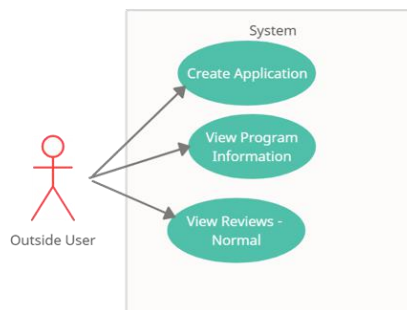 System
Create Application
View Program
Information
View Reviews -
Normal
Outside User